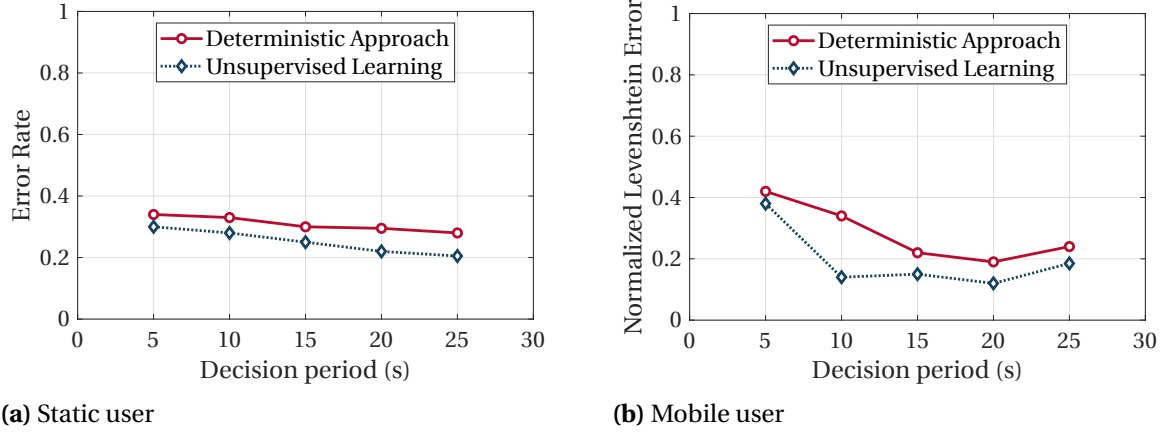 1
0.8
0.6
0.4
0.2
0
Error Rate
Deterministic Approach
Unsupervised Learning
0 5 10 15 20 25 30
Decision period (s)
(a) Static user
1
0.8
0.6
0.4
0.2
0
Normalized Levenshtein Error
Deterministic Approach
Unsupervised Learning
0 5 10 15 20 25 30
Decision period (s)
(b) Mobile user